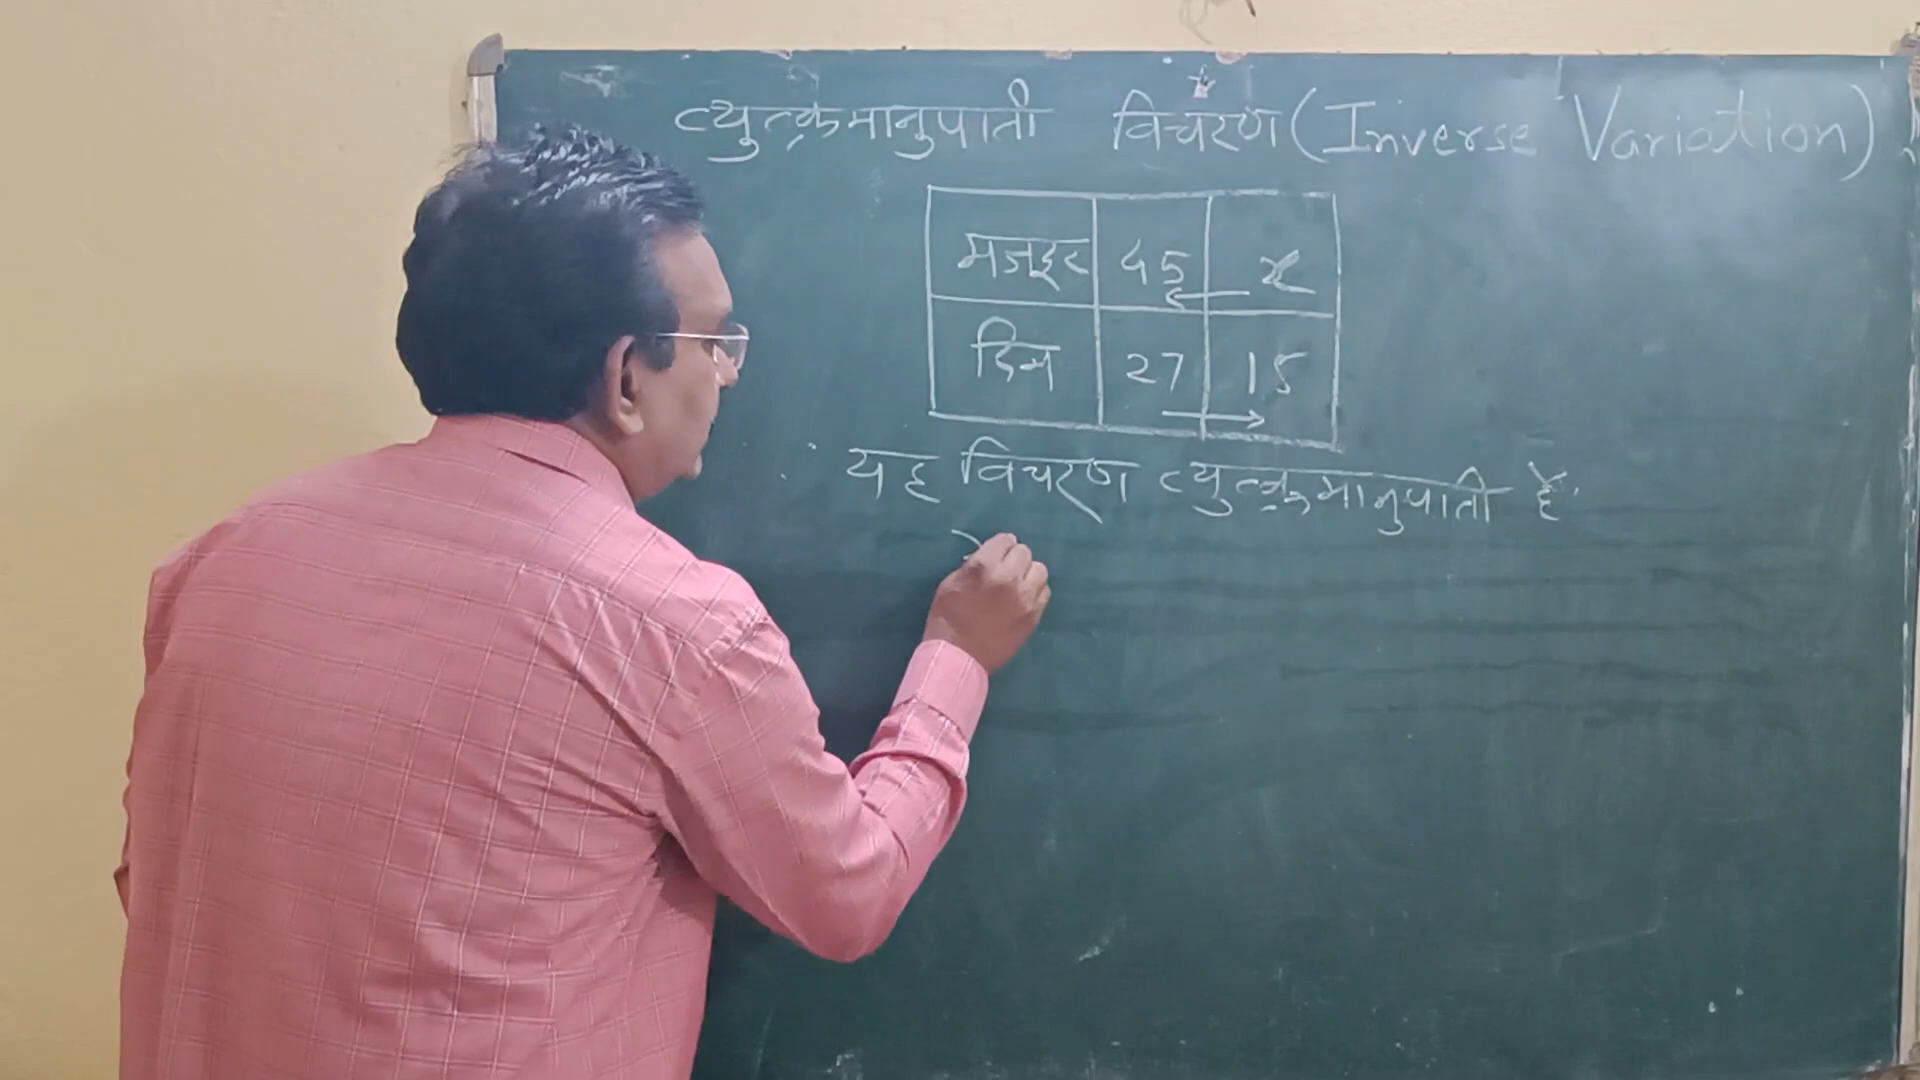 व्युत्क्रमानुपाती विचरण (Inverse Variation)
मजदूर 45 x
दिन 27 15
∴ यह विचरण व्युत्क्रमानुपाती है